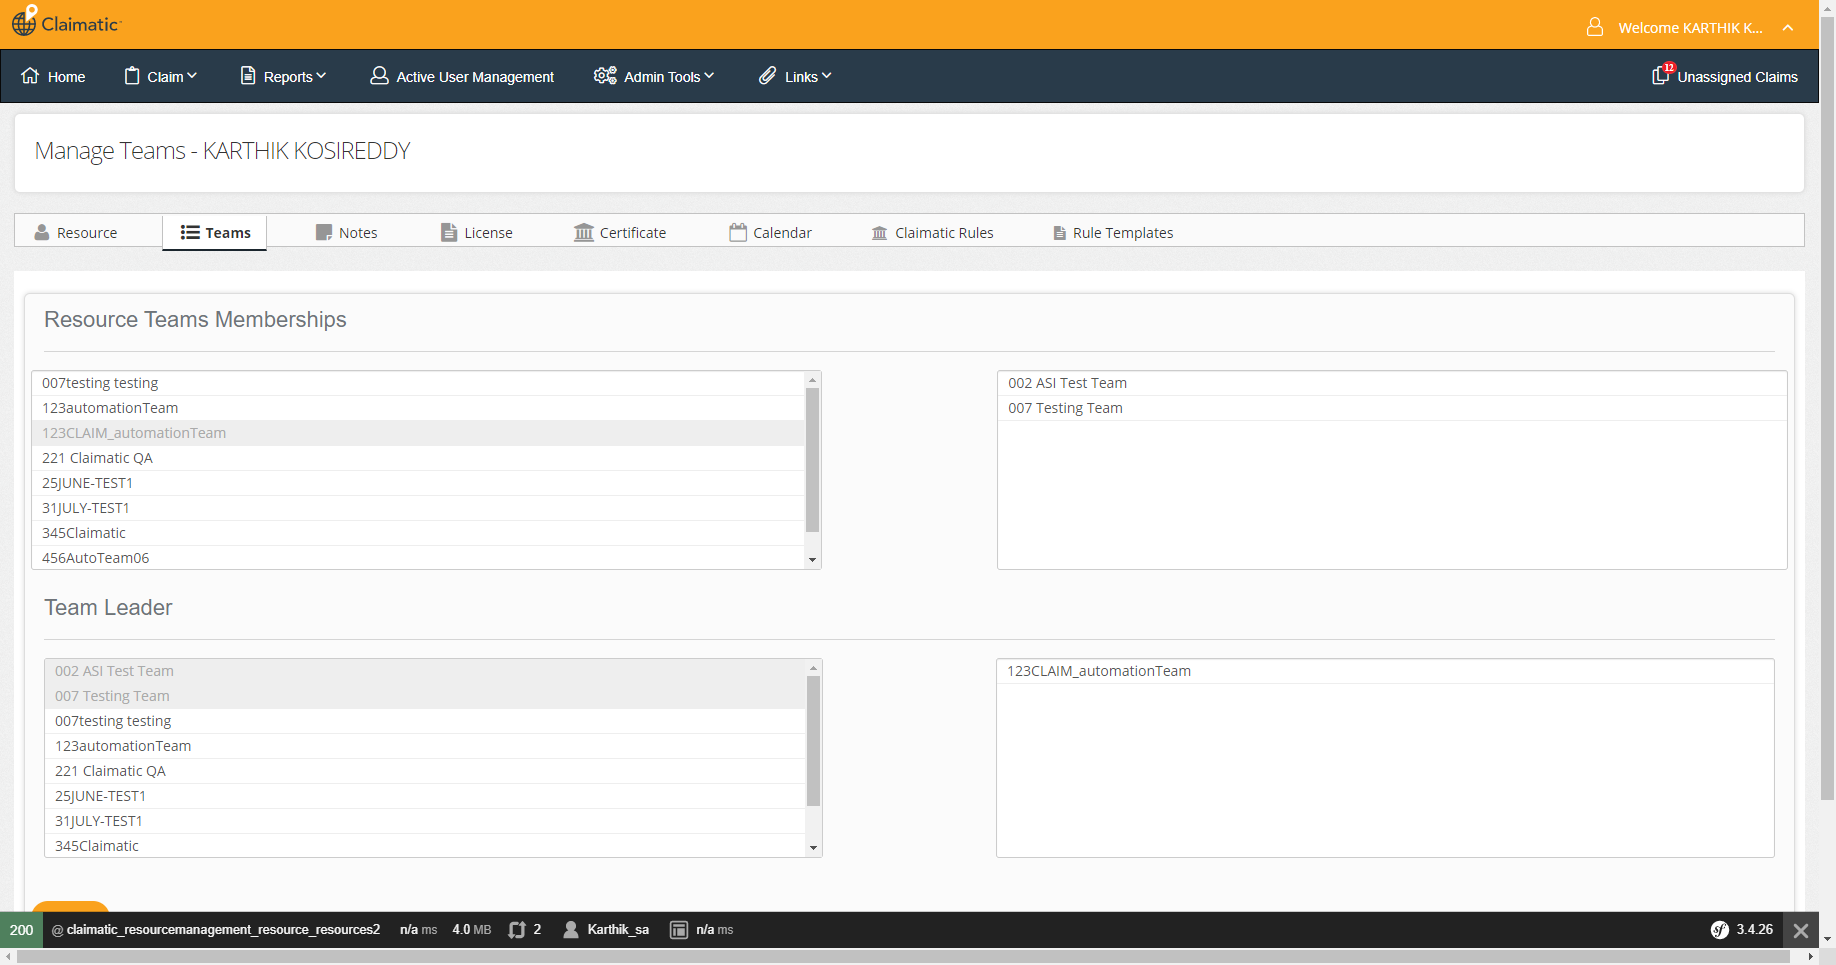 Claimatic
Welcome KARTHIK K...
Home
Claim
Reports
Active User Management
Admin Tools
Links
12
Unassigned Claims
Manage Teams - KARTHIK KOSIREDDY
Resource
Teams
Notes
License
Certificate
Calendar
Claimatic Rules
Rule Templates
Resource Teams Memberships
007testing testing
123automationTeam
123CLAIM_automationTeam
221 Claimatic QA
25JUNE-TEST1
31JULY-TEST1
345Claimatic
456AutoTeam06
002 ASI Test Team
007 Testing Team
Team Leader
002 ASI Test Team
007 Testing Team
007testing testing
123automationTeam
221 Claimatic QA
25JUNE-TEST1
31JULY-TEST1
345Claimatic
123CLAIM_automationTeam
200 @ claimatic_resourcemanagement_resource_resources2 n/a ms 4.0 MB 2 Karthik_sa n/a ms sf 3.4.26